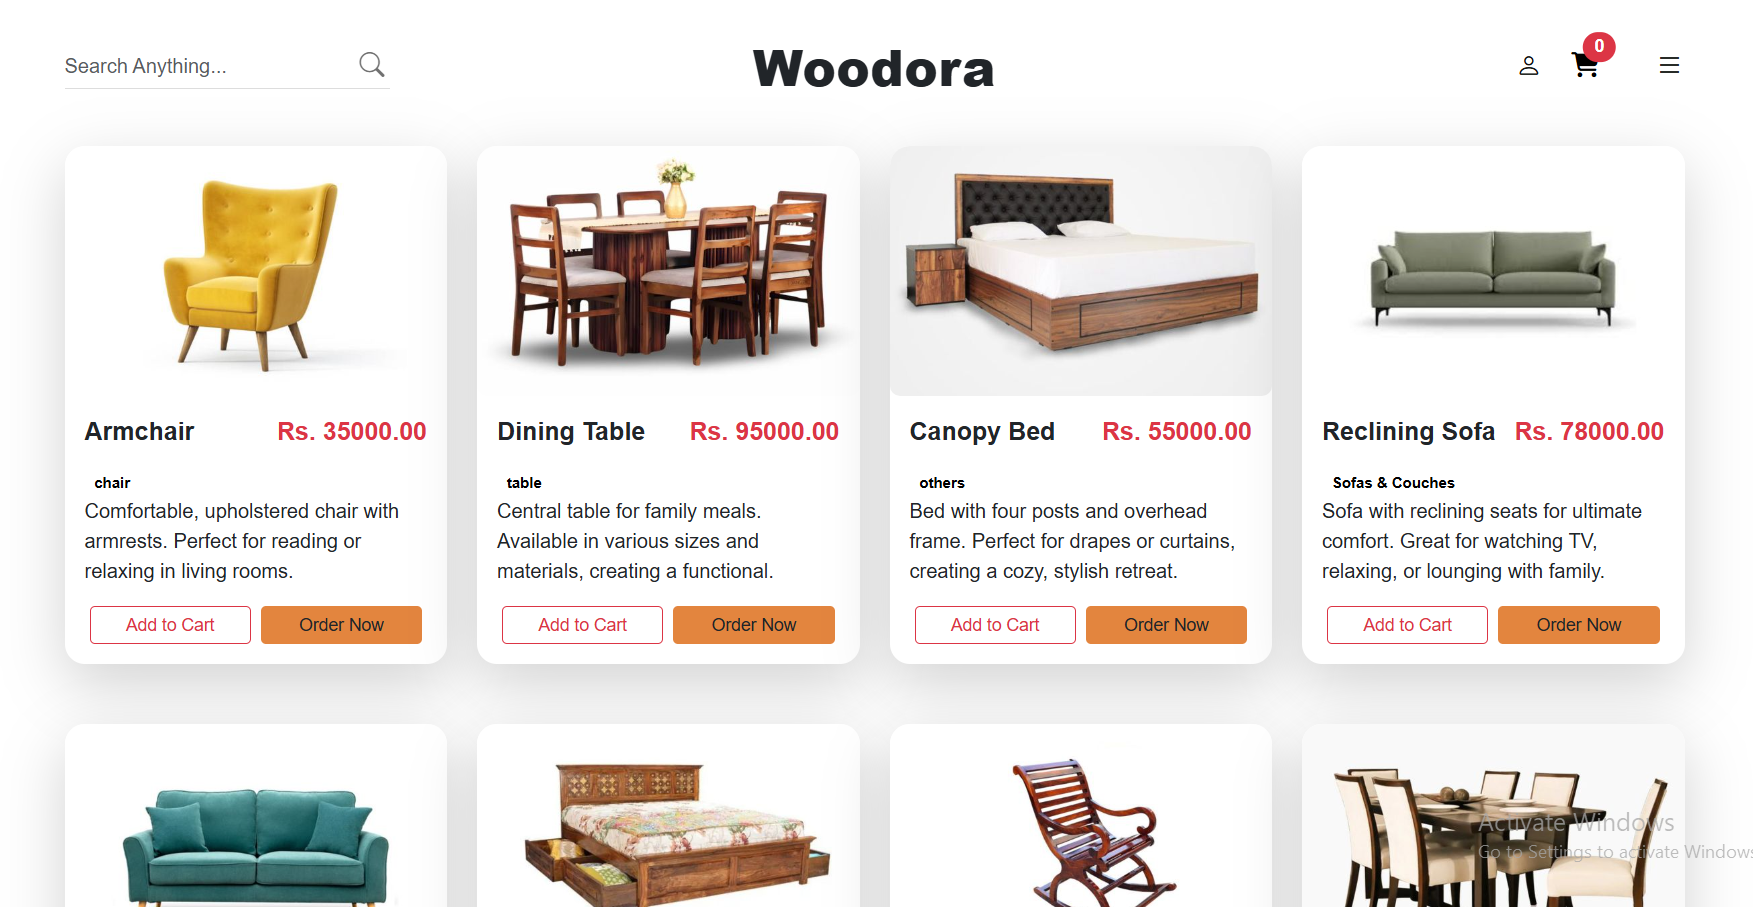 Search Anything...
Woodora
0
Armchair Rs. 35000.00
chair
Comfortable, upholstered chair with
armrests. Perfect for reading or
relaxing in living rooms.
Add to Cart Order Now
Dining Table Rs. 95000.00
table
Central table for family meals.
Available in various sizes and
materials, creating a functional.
Add to Cart Order Now
Canopy Bed Rs. 55000.00
others
Bed with four posts and overhead
frame. Perfect for drapes or curtains,
creating a cozy, stylish retreat.
Add to Cart Order Now
Reclining Sofa Rs. 78000.00
Sofas & Couches
Sofa with reclining seats for ultimate
comfort. Great for watching TV,
relaxing, or lounging with family.
Add to Cart Order Now
Activate Windows
Go to Settings to activate Windows